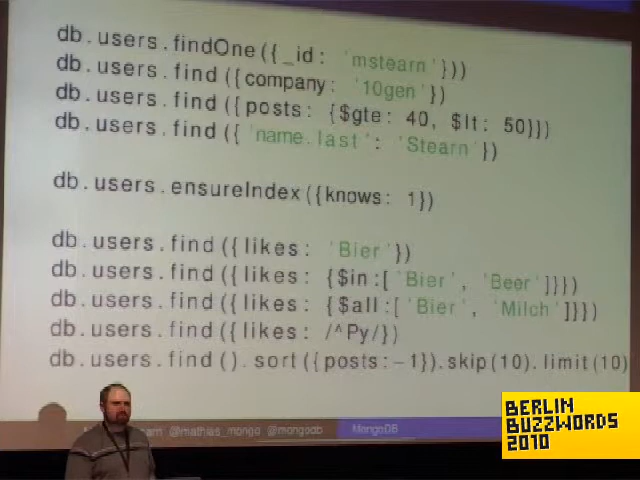 db.users.findOne({_id: 'mstearn'}))
db.users.find({company: '10gen'})
db.users.find({posts: {$gte: 40, $lt: 50}})
db.users.find({ 'name.last': 'Stearn'})
db.users.ensureIndex({knows: 1})
db.users.find({likes: 'Bier'})
db.users.find({likes: {$in:['Bier', 'Beer']}})
db.users.find({likes: {$all:['Bier', 'Milch']}})
db.users.find({likes: /^Py/})
db.users.find().sort({posts:-1}).skip(10).limit(10)
@mathias_mongo @mongodb MongoDB
BERLIN
BUZZWORDS
2010